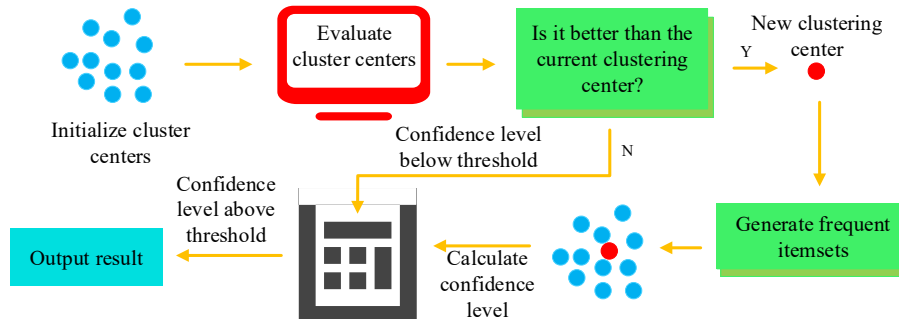 Initialize cluster
centers
Evaluate
cluster centers
Is it better than the
current clustering
center?
Y
New clustering
center
N
Confidence level
below threshold
Generate frequent
itemsets
Calculate
confidence
level
Confidence
level above
threshold
Output result